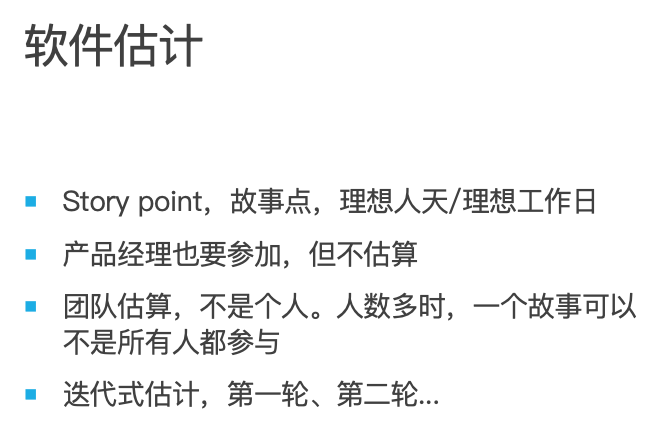 软件估计
Story point，故事点，理想人天/理想工作日
产品经理也要参加，但不估算
团队估算，不是个人。人数多时，一个故事可以
不是所有人都参与
迭代式估计，第一轮、第二轮...